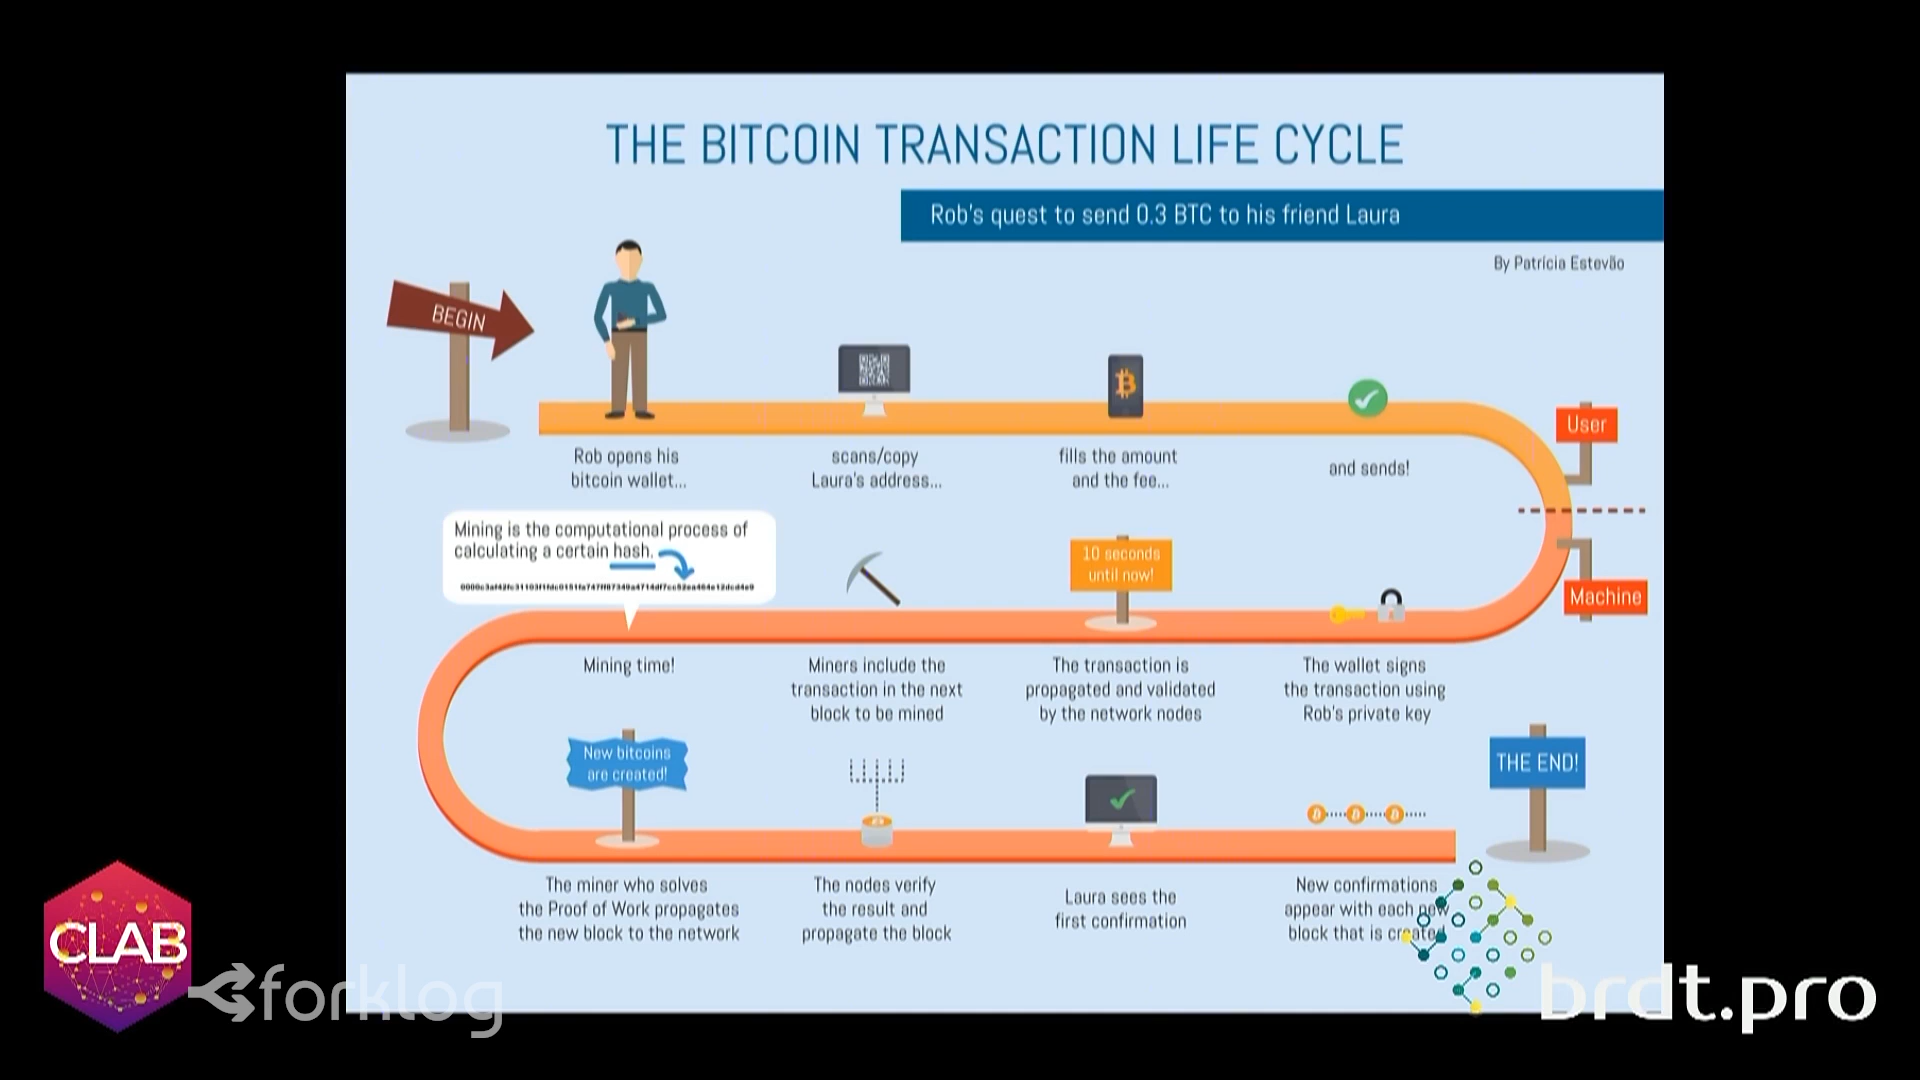 THE BITCOIN TRANSACTION LIFE CYCLE
Rob's quest to send 0.3 BTC to his friend Laura
By Patrícia Estevão
BEGIN
Rob opens his
bitcoin wallet...
scans/copy
Laura's address...
fills the amount
and the fee...
and sends!
User
Machine
The wallet signs
the transaction using
Rob's private key
10 seconds
until now!
The transaction is
propagated and validated
by the network nodes
Miners include the
transaction in the next
block to be mined
Mining is the computational process of
calculating a certain hash.
Mining time!
New bitcoins
are created!
The miner who solves
the Proof of Work propagates
the new block to the network
The nodes verify
the result and
propagate the block
Laura sees the
first confirmation
New confirmations
appear with each new
block that is created
THE END!
CLAB
forklog
brdt.pro